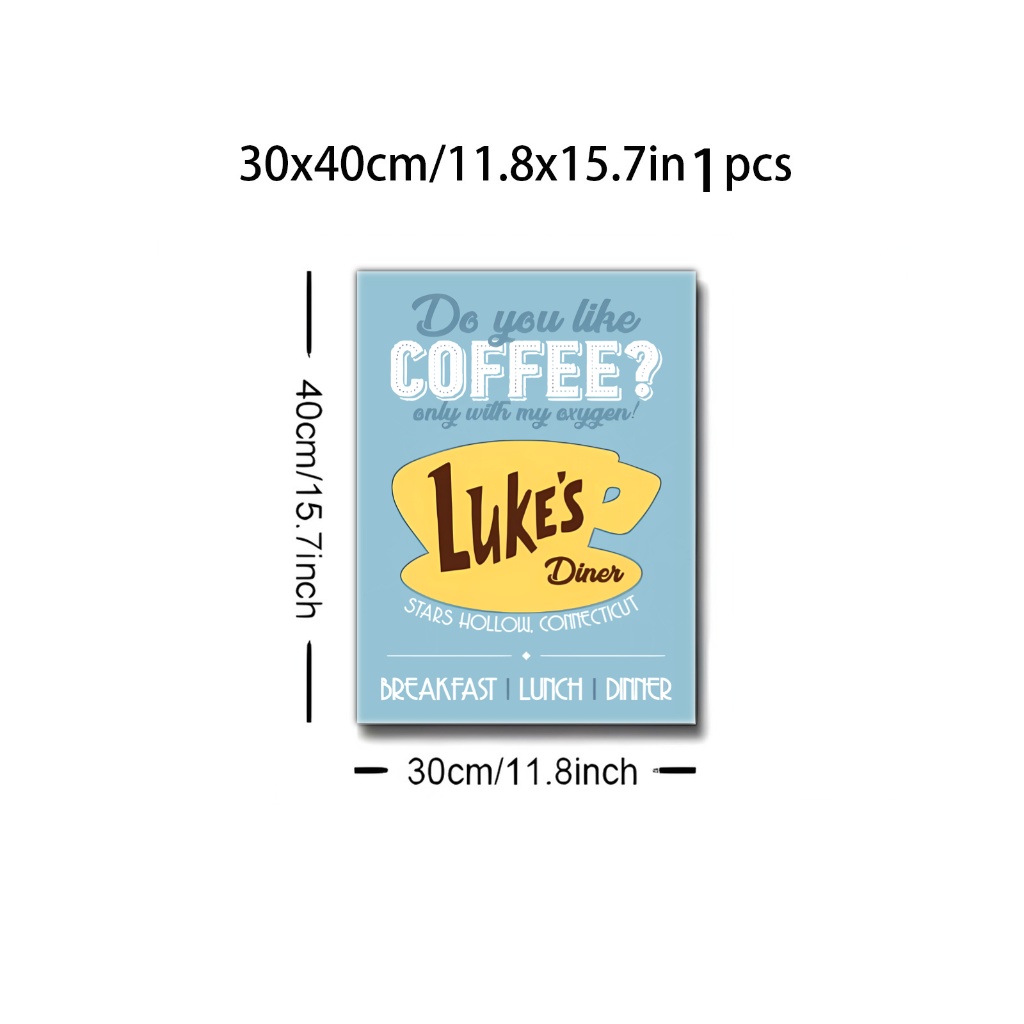 30x40cm/11.8x15.7in 1 pcs
40cm/15.7inch
Do you like
COFFEE?
only with my oxygen!
LUKE'S
Diner
STARS HOLLOW, CONNECTICUT
BREAKFAST | LUNCH | DINNER
30cm/11.8inch